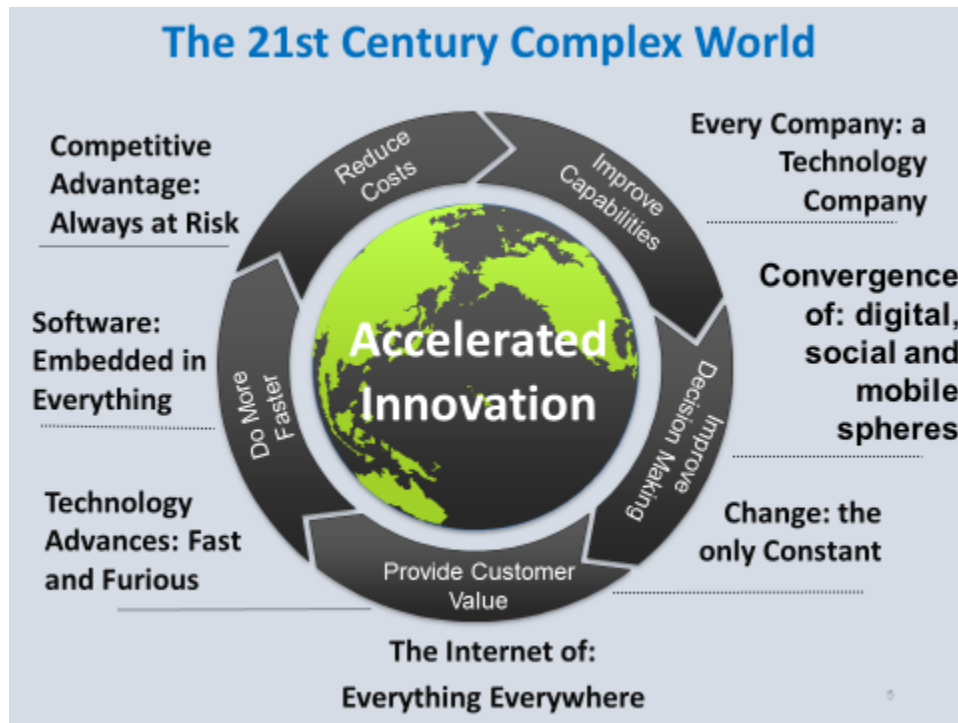 The 21st Century Complex World
Competitive
Advantage:
Always at Risk
Software:
Embedded in
Everything
Technology
Advances: Fast
and Furious
Reduce
Costs
Improve
Capabilities
Improve
Decision Making
Provide Customer
Value
Do More
Faster
Accelerated
Innovation
Every Company: a
Technology
Company
Convergence
of: digital,
social and
mobile
spheres
Change: the
only Constant
The Internet of:
Everything Everywhere